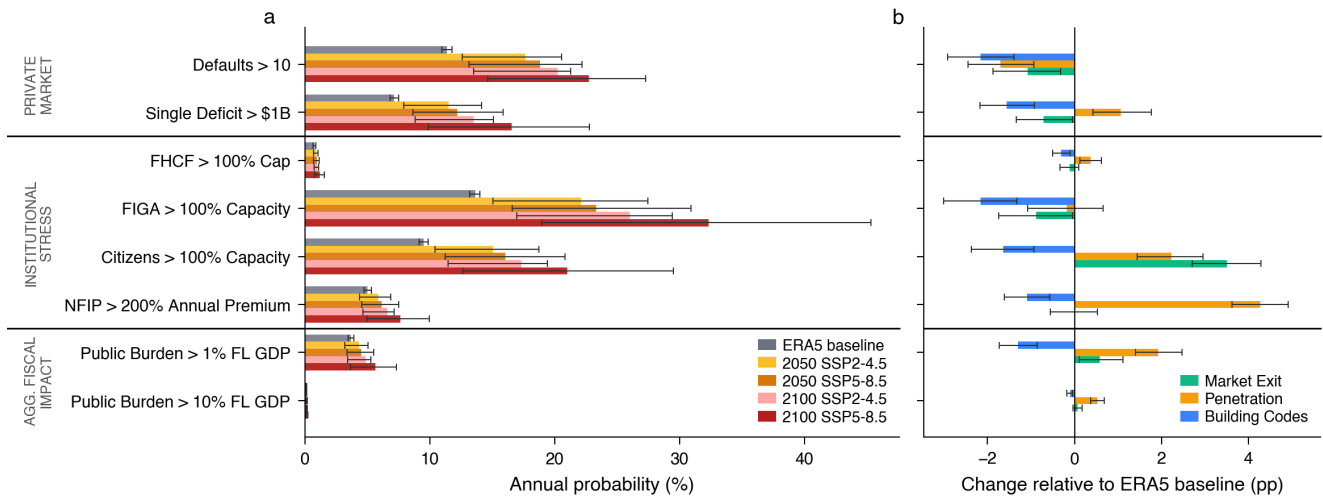 a
b
PRIVATE
MARKET
Defaults > 10
Single Deficit > $1B
INSTITUTIONAL
STRESS
FHCF > 100% Cap
FIGA > 100% Capacity
Citizens > 100% Capacity
NFIP > 200% Annual Premium
AGG. FISCAL
IMPACT
Public Burden > 1% FL GDP
Public Burden > 10% FL GDP
ERA5 baseline
2050 SSP2-4.5
2050 SSP5-8.5
2100 SSP2-4.5
2100 SSP5-8.5
Market Exit
Penetration
Building Codes
0 10 20 30 40
Annual probability (%)
−2 0 2 4
Change relative to ERA5 baseline (pp)